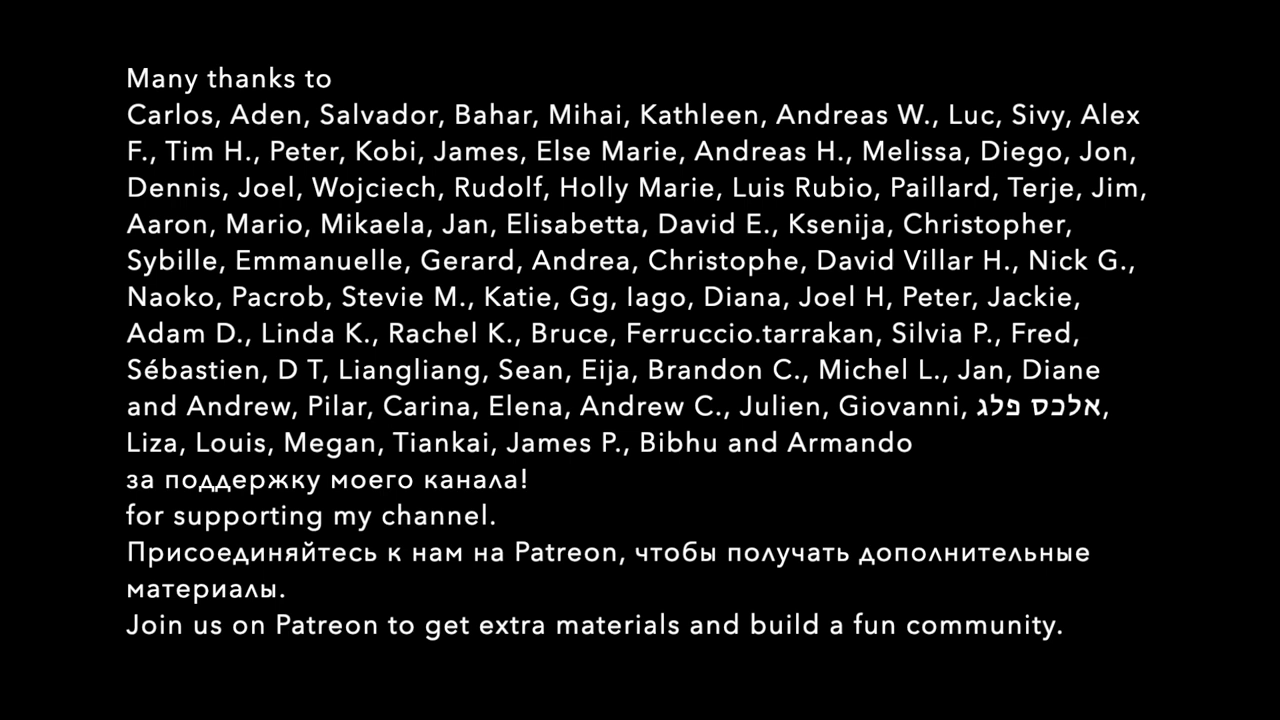 Many thanks to
Carlos, Aden, Salvador, Bahar, Mihai, Kathleen, Andreas W., Luc, Sivy, Alex
F., Tim H., Peter, Kobi, James, Else Marie, Andreas H., Melissa, Diego, Jon,
Dennis, Joel, Wojciech, Rudolf, Holly Marie, Luis Rubio, Paillard, Terje, Jim,
Aaron, Mario, Mikaela, Jan, Elisabetta, David E., Ksenija, Christopher,
Sybille, Emmanuelle, Gerard, Andrea, Christophe, David Villar H., Nick G.,
Naoko, Pacrob, Stevie M., Katie, Gg, Iago, Diana, Joel H, Peter, Jackie,
Adam D., Linda K., Rachel K., Bruce, Ferruccio.tarrakan, Silvia P., Fred,
Sébastien, D T, Liangliang, Sean, Eija, Brandon C., Michel L., Jan, Diane
and Andrew, Pilar, Carina, Elena, Andrew C., Julien, Giovanni, אלכס פלג,
Liza, Louis, Megan, Tiankai, James P., Bibhu and Armando
за поддержку моего канала!
for supporting my channel.
Присоединяйтесь к нам на Patreon, чтобы получать дополнительные
материалы.
Join us on Patreon to get extra materials and build a fun community.